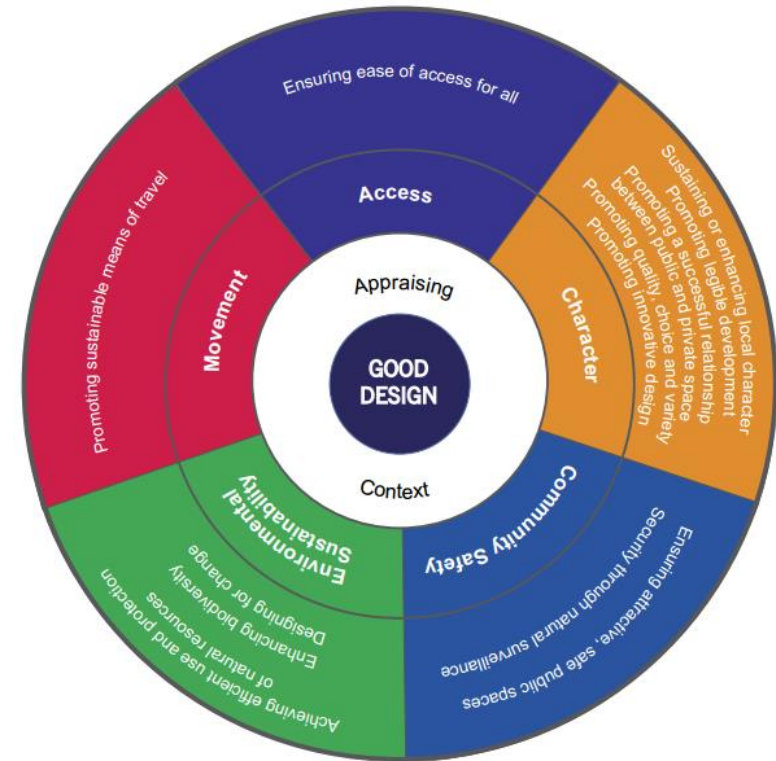 GOOD
DESIGN
Appraising
Context
Access
Ensuring ease of access for all
Character
Sustaining or enhancing local character
Promoting legible development
Promoting a successful relationship
between public and private space
Promoting quality, choice and variety
Promoting innovative design
Community Safety
Ensuring attractive, safe public spaces
Security through natural surveillance
Environmental
Sustainability
Achieving efficient use and protection
of natural resources
Enhancing biodiversity
Designing for change
Movement
Promoting sustainable means of travel